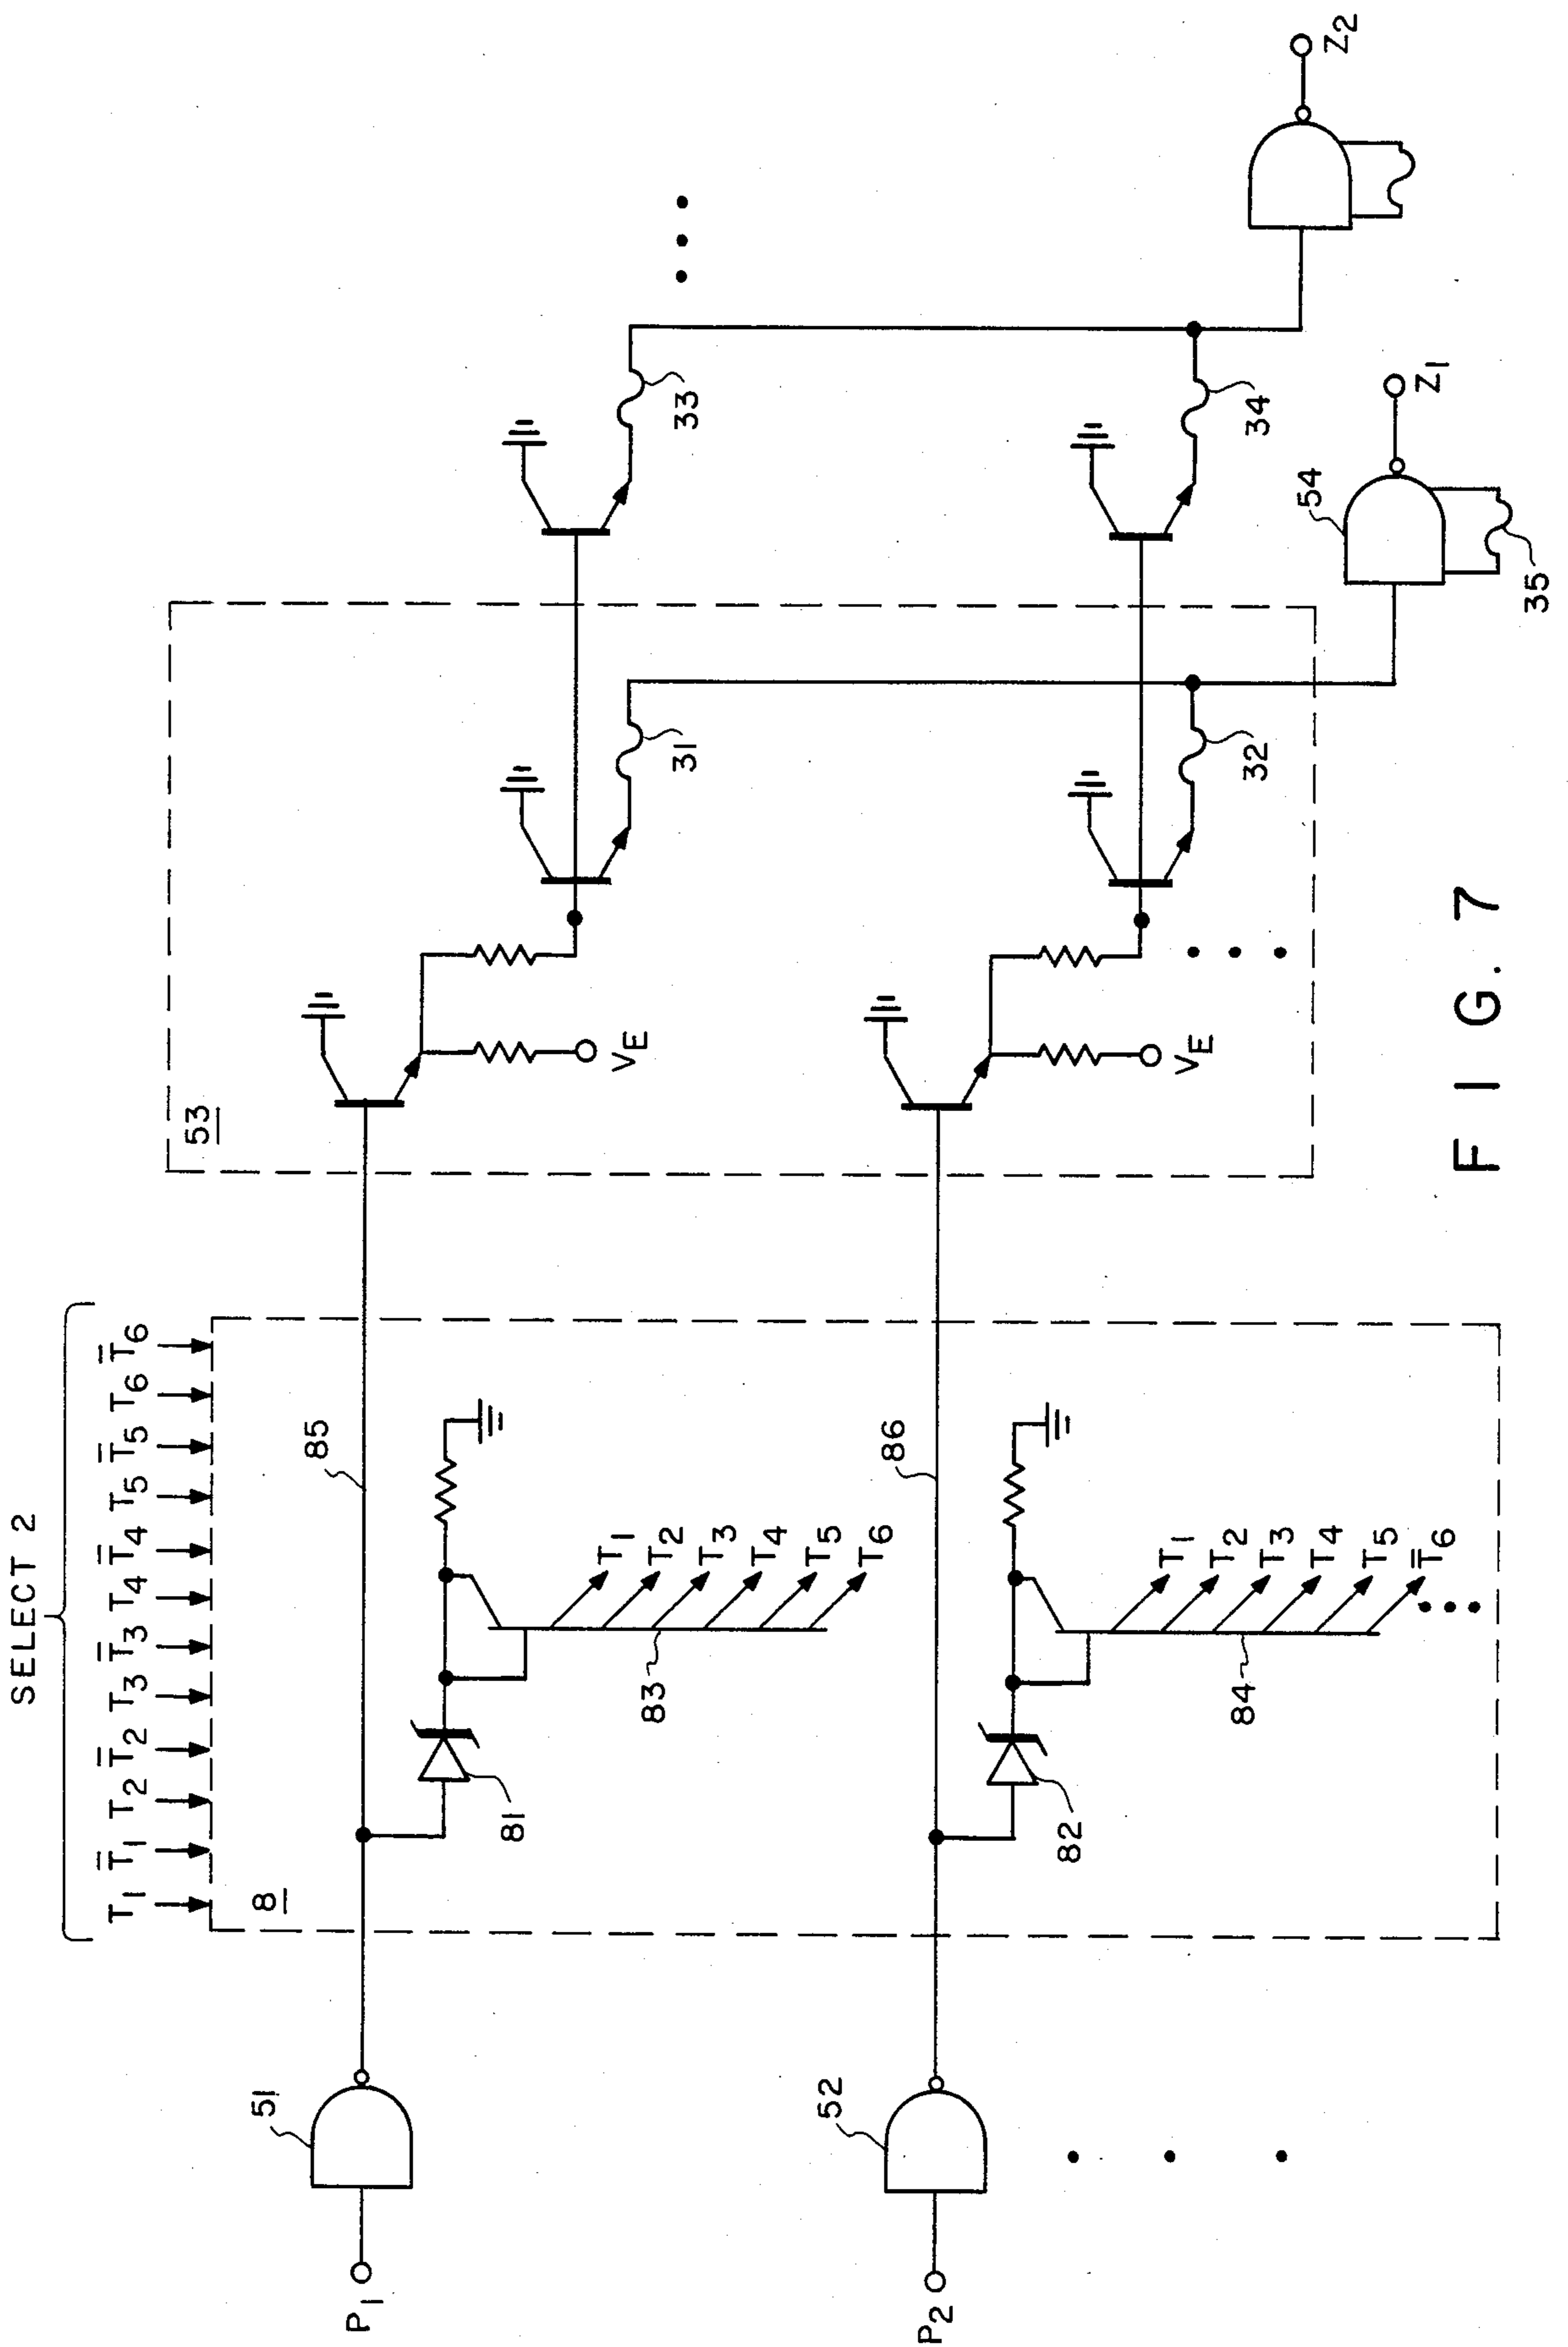 SELECT 2
T1 T̅1 T2 T̅2 T3 T̅3 T4 T̅4 T5 T̅5 T6 T̅6
53
8
51
85
P1
81
83
T1
T2
T3
T4
T5
T6
VE
31
33
52
86
P2
82
84
T1
T2
T3
T4
T5
T̅6
VE
32
34
54
Z1
Z2
35
FIG. 7